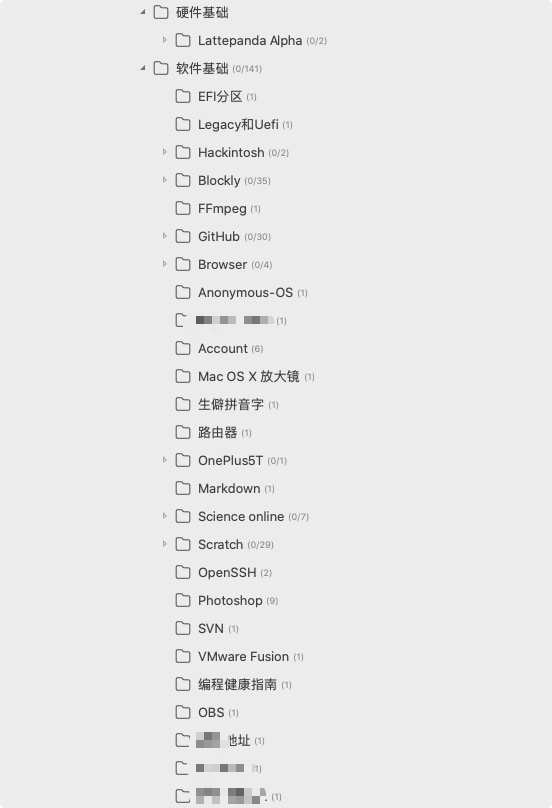 硬件基础
Lattepanda Alpha (0/2)
软件基础 (0/141)
EFI分区 (1)
Legacy和Uefi (1)
Hackintosh (0/2)
Blockly (0/35)
FFmpeg (1)
GitHub (0/30)
Browser (0/4)
Anonymous-OS (1)
(1)
Account (6)
Mac OS X 放大镜 (1)
生僻拼音字 (1)
路由器 (1)
OnePlus5T (0/1)
Markdown (1)
Science online (0/7)
Scratch (0/29)
OpenSSH (2)
Photoshop (9)
SVN (1)
VMware Fusion (1)
编程健康指南 (1)
OBS (1)
地址 (1)
(1)
(1)